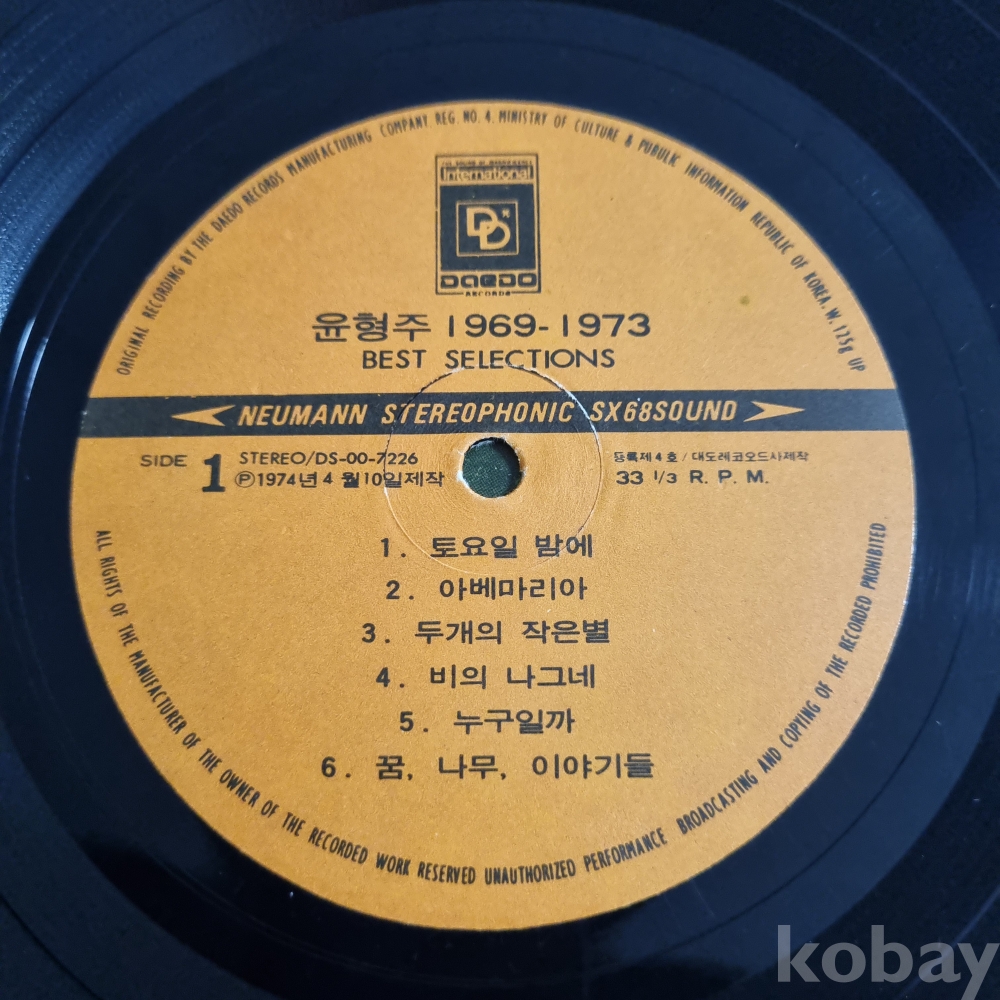 ORIGINAL RECORDING BY THE DAEDO RECORDS MANUFACTURING COMPANY REG. NO. 4. MINISTRY OF CULTURE & PUBULIC INFORMATION REPUBLIC OF KOREA. W. 125g UP
International
DAEDO
RECORDS
윤형주 1969-1973
BEST SELECTIONS
NEUMANN STEREOPHONIC SX68SOUND
SIDE 1
STEREO/DS-00-7226
Ⓟ1974년 4월10일제작
등록제4호/대도레코오드사제작
33 1/3 R. P. M.
1. 토요일 밤에
2. 아베마리아
3. 두개의 작은별
4. 비의 나그네
5. 누구일까
6. 꿈, 나무, 이야기들
ALL RIGHTS OF THE MANUFACTURER OF THE OWNER OF THE RECORDED WORK RESERVED UNAUTHORIZED PERFORMANCE BROADCASTING AND COPYING OF THE RECORDED PROHIBITED
kobay